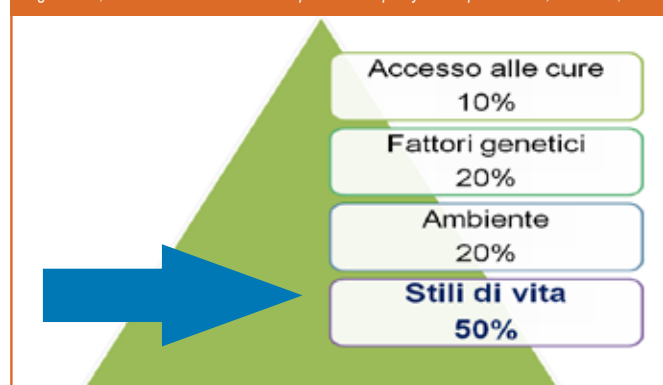 Accesso alle cure
10%
Fattori genetici
20%
Ambiente
20%
Stili di vita
50%